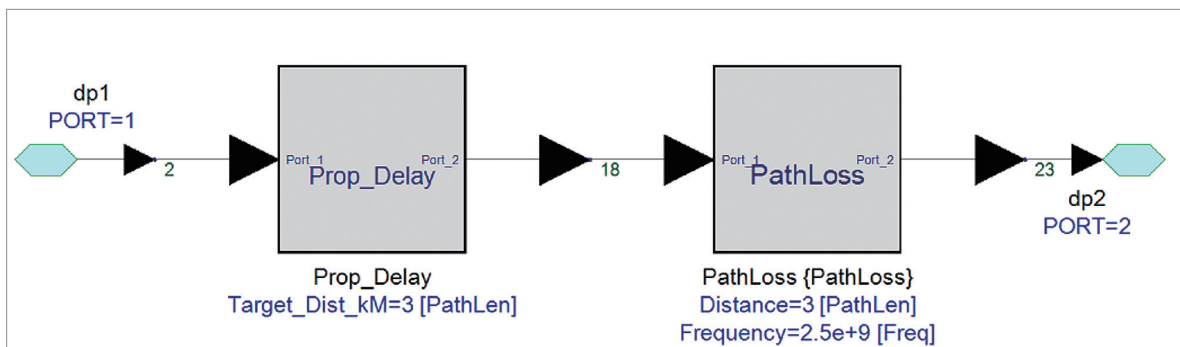 dp1
PORT=1
2
Port_1
Port_2
Prop_Delay
Prop_Delay
Target_Dist_kM=3 [PathLen]
18
Port_1
Port_2
PathLoss
PathLoss {PathLoss}
Distance=3 [PathLen]
Frequency=2.5e+9 [Freq]
23
dp2
PORT=2